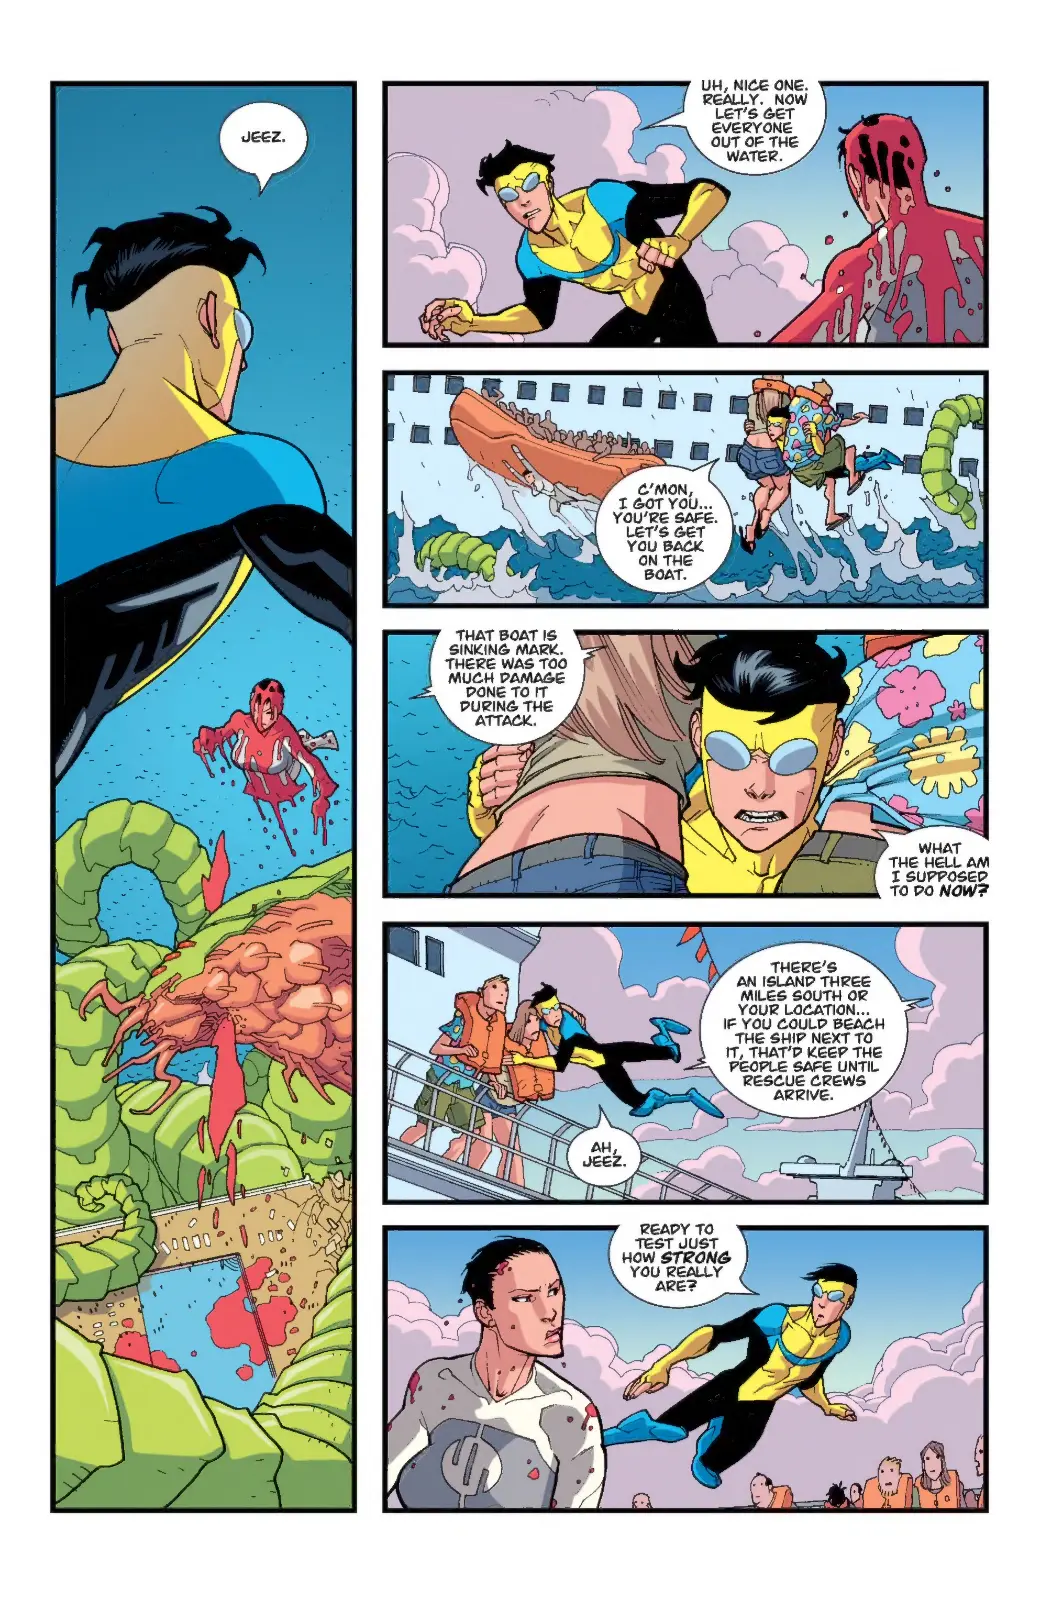 JEEZ.
UH, NICE ONE.
REALLY. NOW
LET'S GET
EVERYONE
OUT OF THE
WATER.
C'MON,
I GOT YOU...
YOU'RE SAFE.
LET'S GET
YOU BACK
ON THE
BOAT.
THAT BOAT IS
SINKING MARK.
THERE WAS TOO
MUCH DAMAGE
DONE TO IT
DURING THE
ATTACK.
WHAT
THE HELL AM
I SUPPOSED
TO DO NOW?
THERE'S
AN ISLAND THREE
MILES SOUTH OR
YOUR LOCATION...
IF YOU COULD BEACH
THE SHIP NEXT TO
IT, THAT'D KEEP THE
PEOPLE SAFE UNTIL
RESCUE CREWS
ARRIVE.
AH,
JEEZ.
READY TO
TEST JUST
HOW STRONG
YOU REALLY
ARE?